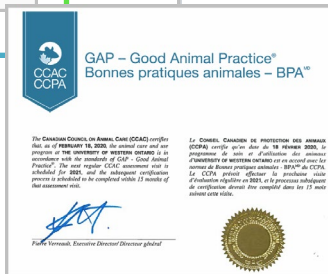 CCAC
CCPA
GAP – Good Animal Practice®
Bonnes pratiques animales – BPAMD
The CANADIAN COUNCIL ON ANIMAL CARE (CCAC) certifies
that, as of FEBRUARY 18, 2020, the animal care and use
program at THE UNIVERSITY OF WESTERN ONTARIO is in
accordance with the standards of GAP - Good Animal
Practice®. The next regular CCAC assessment visit is
scheduled for 2021, and the subsequent certification
process is scheduled to be completed within 15 months of
that assessment visit.
Le CONSEIL CANADIEN DE PROTECTION DES ANIMAUX
(CCPA) certifie qu'en date du 18 FÉVRIER 2020, le
programme de soin et d'utilisation des animaux
d'UNIVERSITY OF WESTERN ONTARIO est en accord avec les
normes de Bonnes pratiques animales - BPAMD du CCPA.
Le CCPA prévoit effectuer la prochaine visite
d'évaluation régulière en 2021, et le processus subséquent
de certification devrait être complété dans les 15 mois
suivant cette visite.
Pierre Verreault, Executive Director/ Directeur général